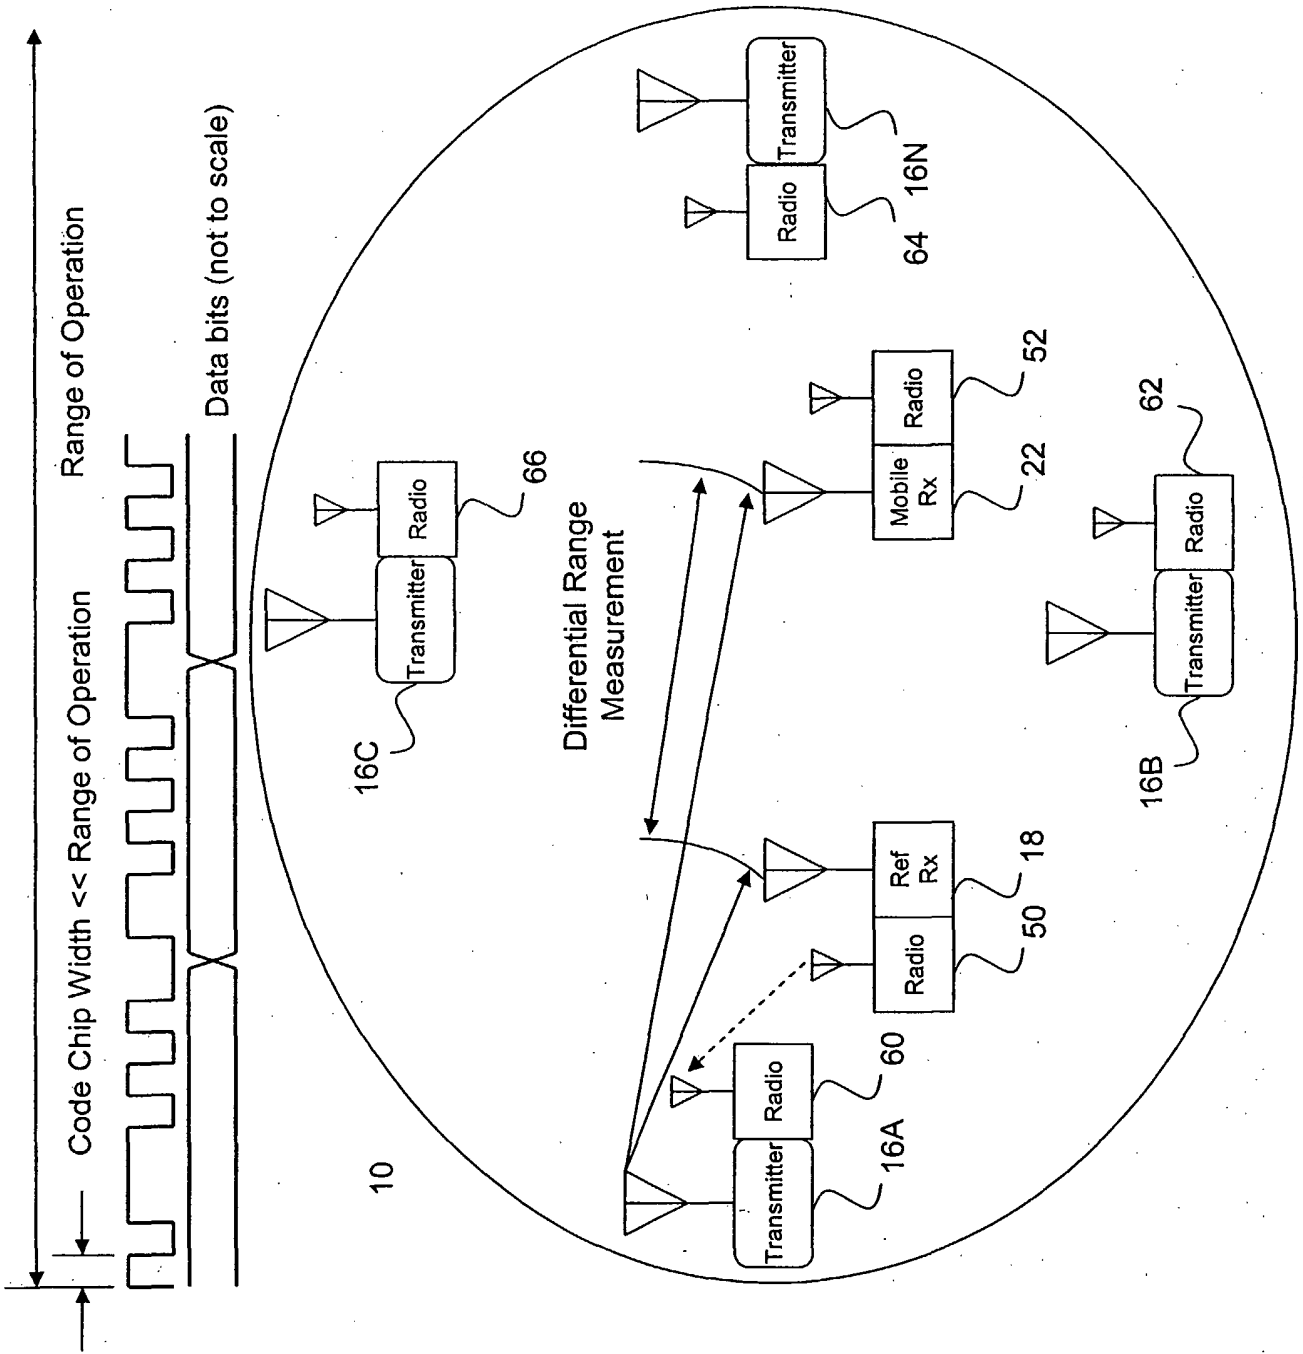 Range of Operation
Code Chip Width << Range of Operation
Data bits (not to scale)
10
16C
Transmitter
Radio
66
Differential Range
Measurement
Transmitter
Radio
16A
60
Radio
Ref
Rx
50
18
Mobile
Rx
Radio
22
52
Radio
Transmitter
64
16N
Transmitter
Radio
16B
62